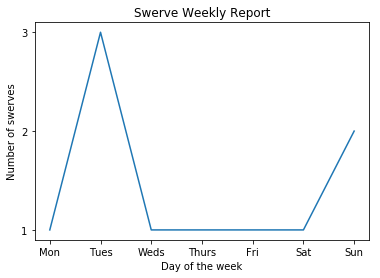 Swerve Weekly Report
Number of swerves
3
2
1
Mon Tues Weds Thurs Fri Sat Sun
Day of the week